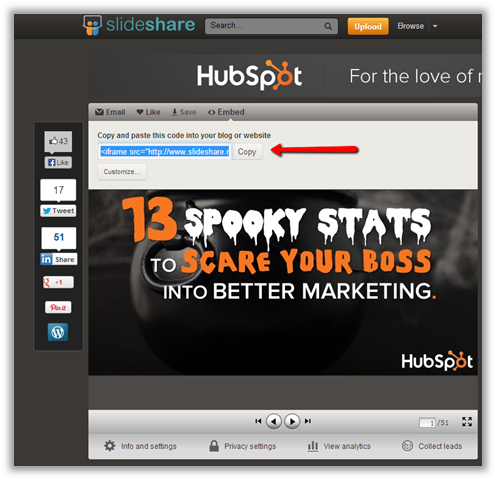 slideshare
Search...
Upload
Browse
HubSpot
For the love of
Email
Like
Save
<> Embed
Copy and paste this code into your blog or website
<iframe src="http://www.slideshare.r
Copy
Customize...
43
Like
17
Tweet
51
in Share
g +1
Pin it
13 SPOOKY STATS
TO SCARE YOUR BOSS
INTO BETTER MARKETING.
HubSpot
1 /51
Info and settings
Privacy settings
View analytics
Collect leads